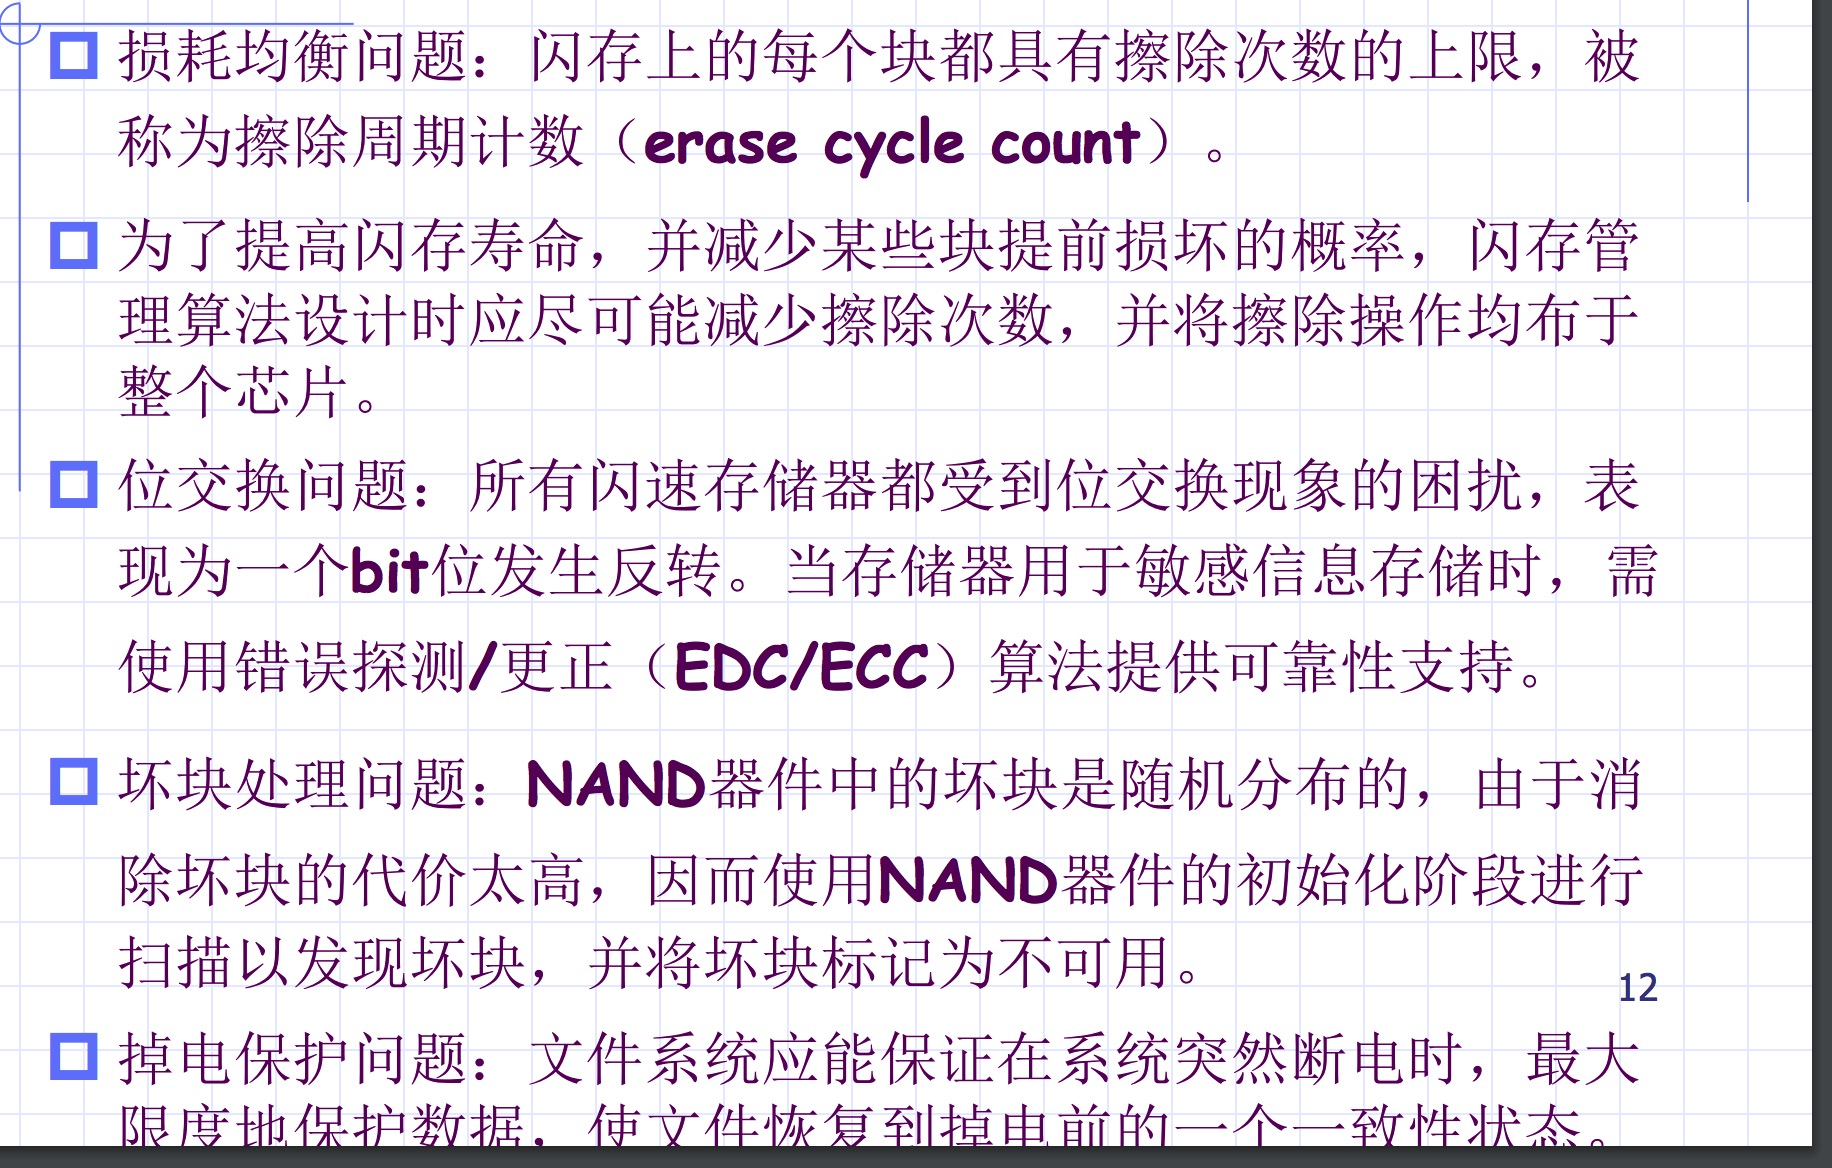 损耗均衡问题：闪存上的每个块都具有擦除次数的上限，被
称为擦除周期计数（erase cycle count）。
为了提高闪存寿命，并减少某些块提前损坏的概率，闪存管
理算法设计时应尽可能减少擦除次数，并将擦除操作均布于
整个芯片。
位交换问题：所有闪速存储器都受到位交换现象的困扰，表
现为一个bit位发生反转。当存储器用于敏感信息存储时，需
使用错误探测/更正（EDC/ECC）算法提供可靠性支持。
坏块处理问题：NAND器件中的坏块是随机分布的，由于消
除坏块的代价太高，因而使用NAND器件的初始化阶段进行
扫描以发现坏块，并将坏块标记为不可用。
12
掉电保护问题：文件系统应能保证在系统突然断电时，最大
限度地保护数据，使文件恢复到掉电前的一个一致性状态。